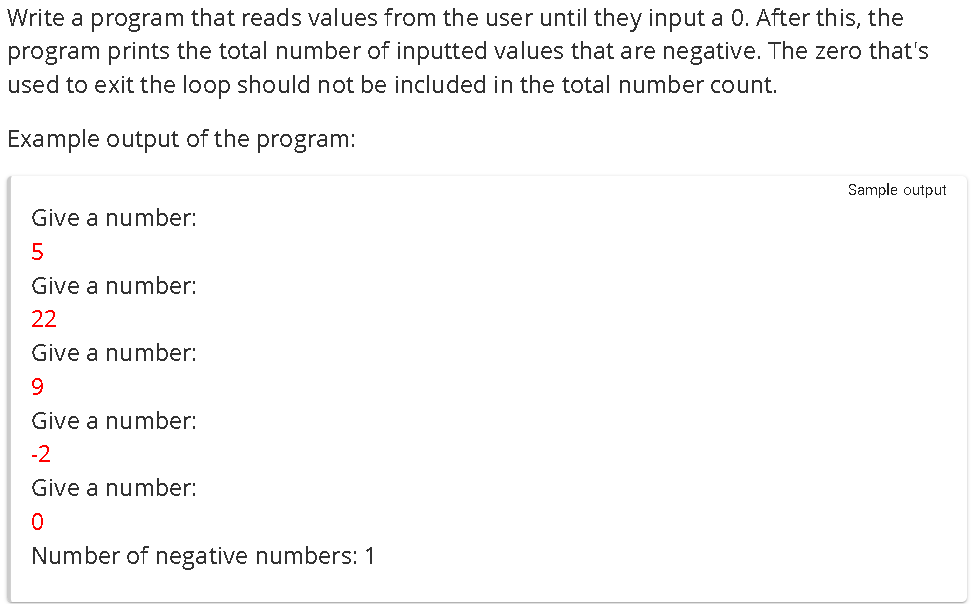 Write a program that reads values from the user until they input a 0. After this, the
program prints the total number of inputted values that are negative. The zero that's
used to exit the loop should not be included in the total number count.
Example output of the program:
Sample output
Give a number:
5
Give a number:
22
Give a number:
9
Give a number:
-2
Give a number:
0
Number of negative numbers: 1